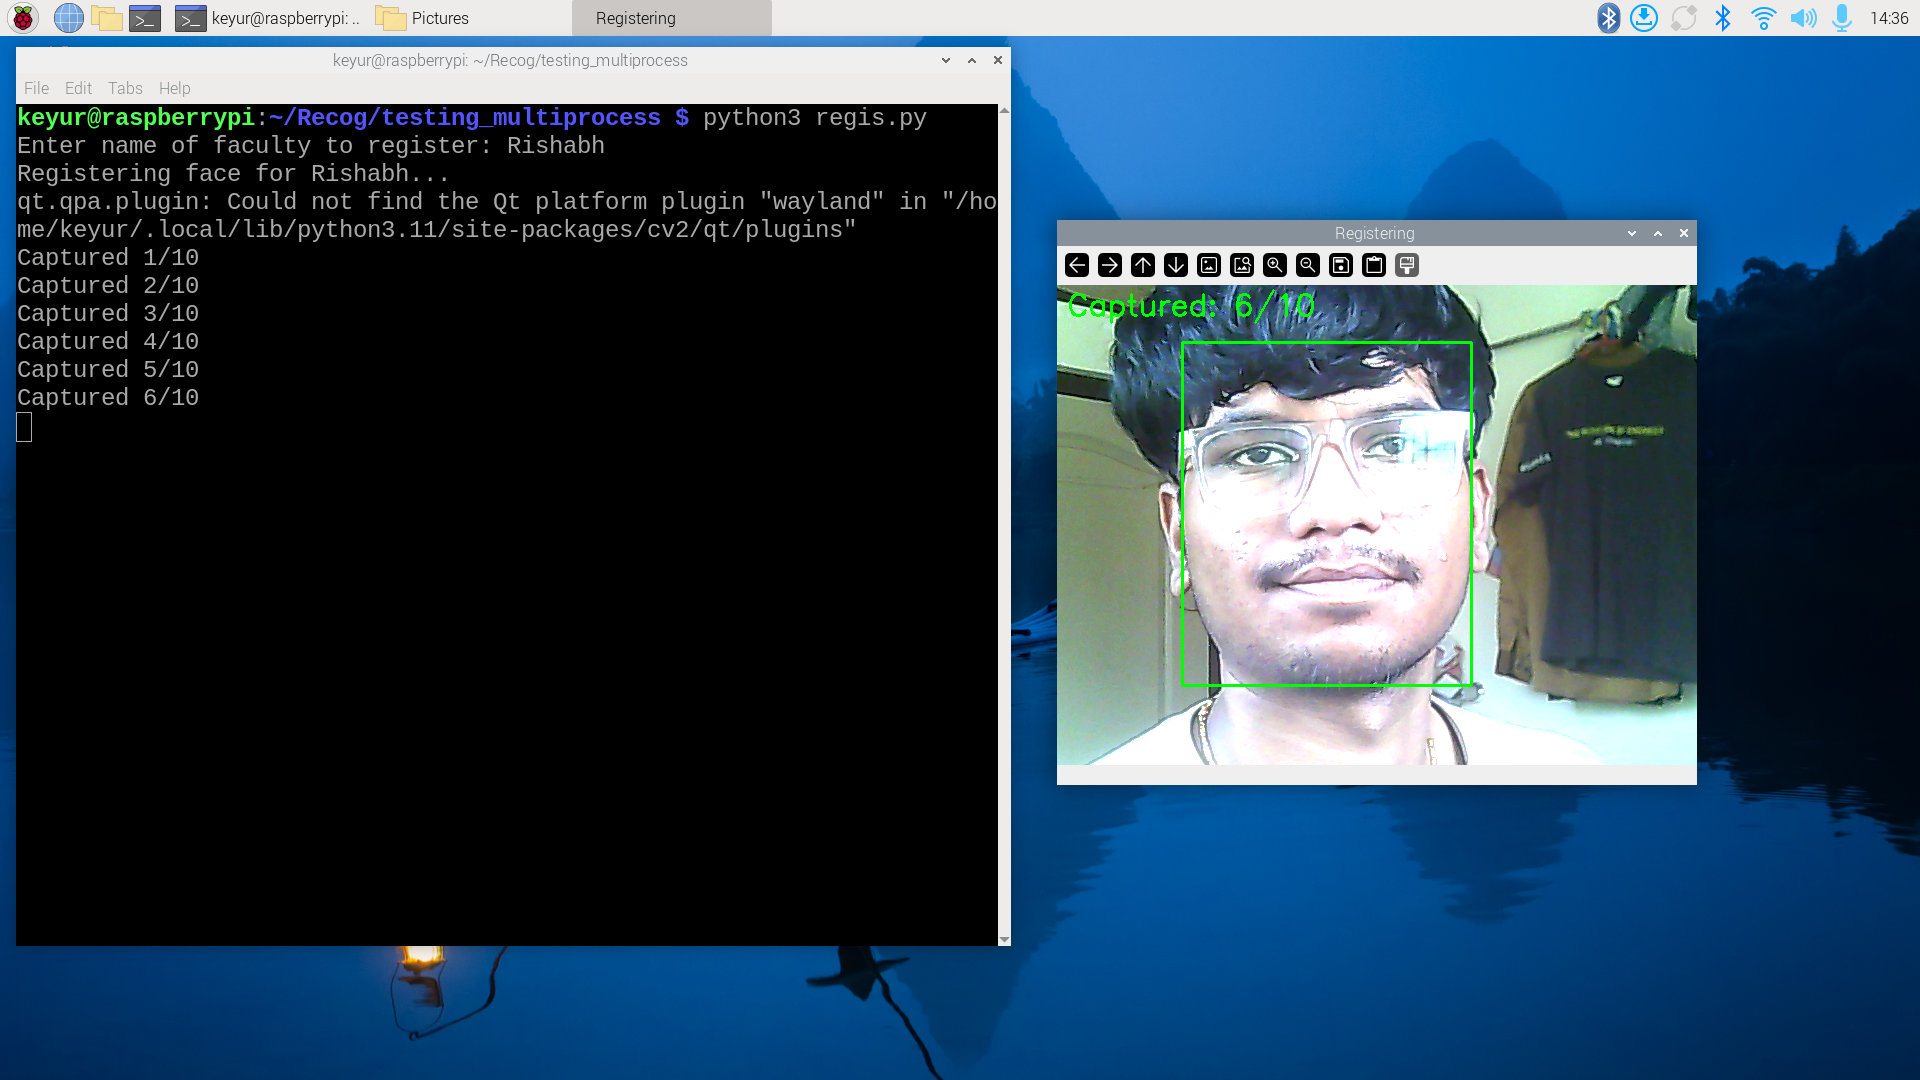 keyur@raspberrypi: ..
Pictures
Registering
14:36
keyur@raspberrypi: ~/Recog/testing_multiprocess
File Edit Tabs Help
keyur@raspberrypi:~/Recog/testing_multiprocess $ python3 regis.py
Enter name of faculty to register: Rishabh
Registering face for Rishabh...
qt.qpa.plugin: Could not find the Qt platform plugin "wayland" in "/ho
me/keyur/.local/lib/python3.11/site-packages/cv2/qt/plugins"
Captured 1/10
Captured 2/10
Captured 3/10
Captured 4/10
Captured 5/10
Captured 6/10
Registering
Captured: 6/10